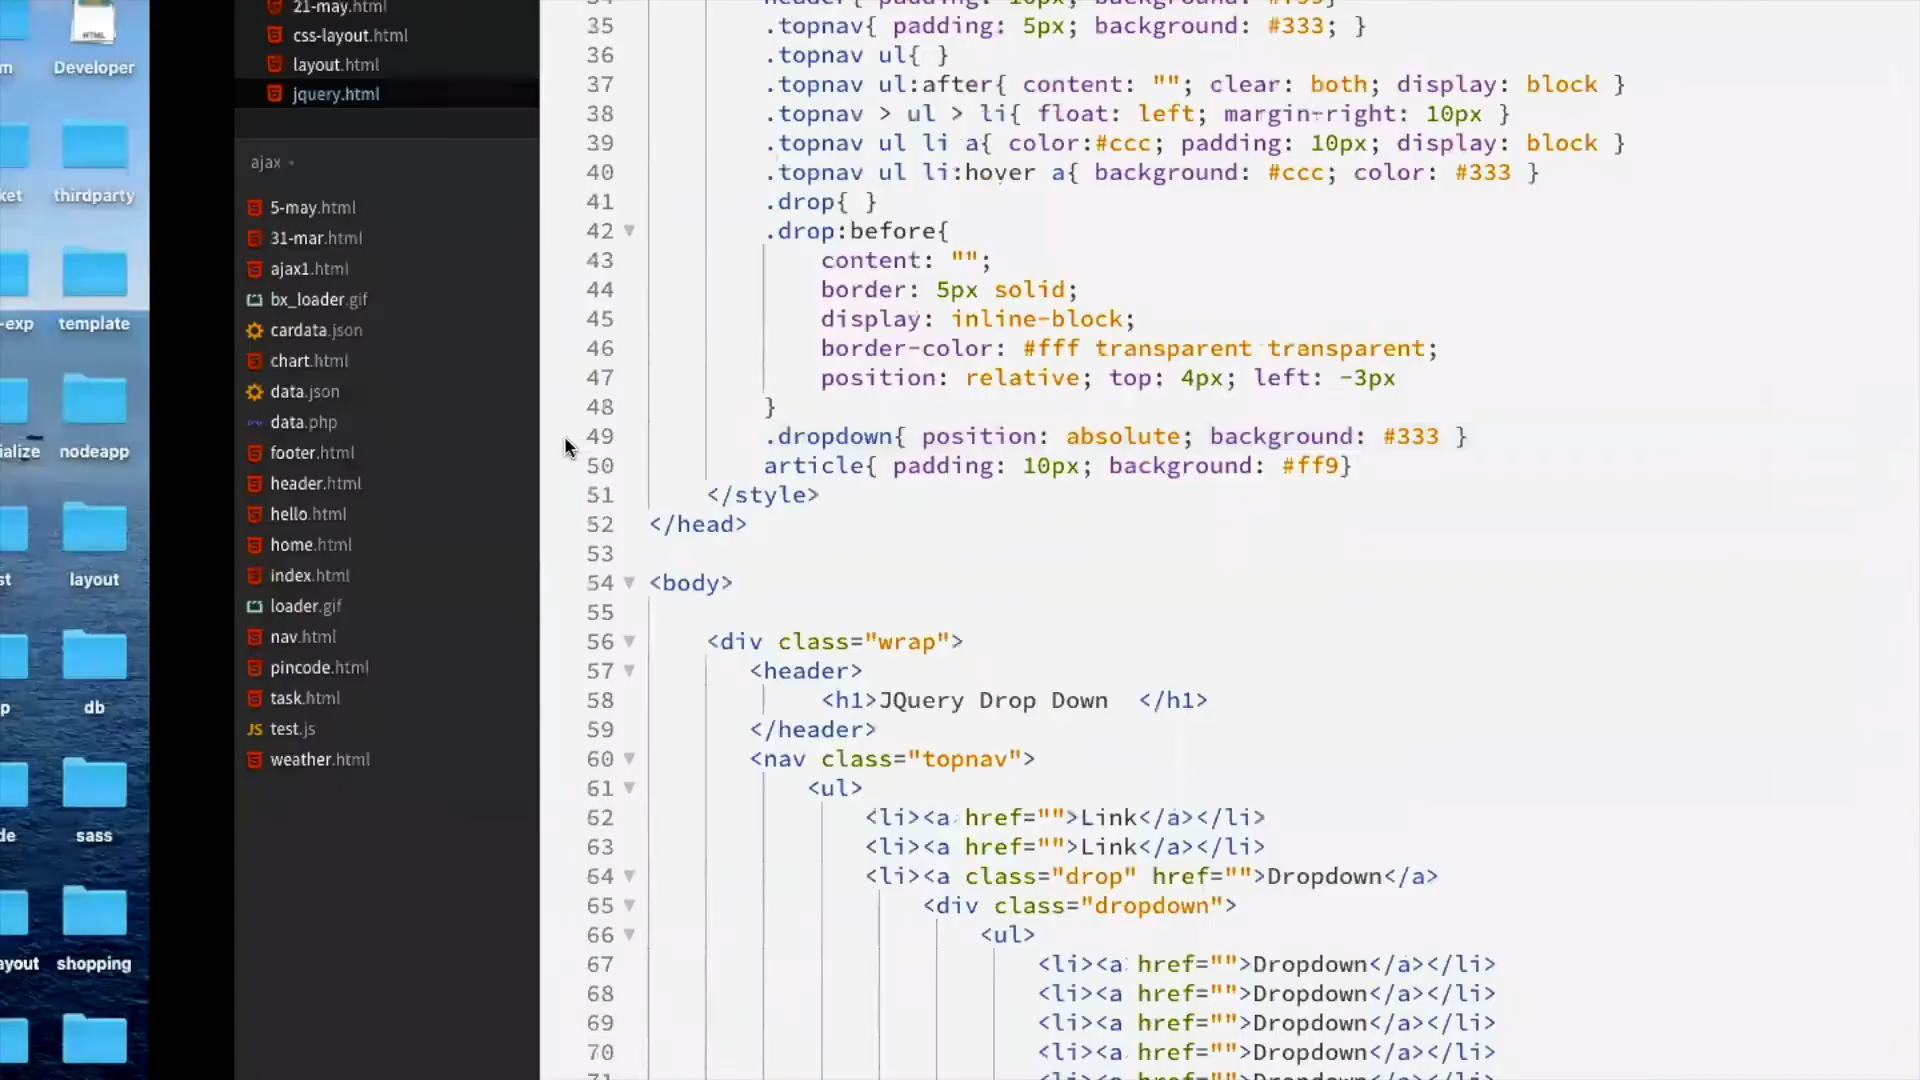 m
Developer
ket
thirdparty
-exp
template
ialize
nodeapp
st
layout
p
db
de
sass
ayout
shopping
HTML
21-may.html
css-layout.html
layout.html
jquery.html
ajax
5-may.html
31-mar.html
ajax1.html
bx_loader.gif
cardata.json
chart.html
data.json
data.php
footer.html
header.html
hello.html
home.html
index.html
loader.gif
nav.html
pincode.html
task.html
JS test.js
weather.html
35 .topnav{ padding: 5px; background: #333; }
36 .topnav ul{ }
37 .topnav ul:after{ content: ""; clear: both; display: block }
38 .topnav > ul > li{ float: left; margin-right: 10px }
39 .topnav ul li a{ color:#ccc; padding: 10px; display: block }
40 .topnav ul li:hover a{ background: #ccc; color: #333 }
41 .drop{ }
42 .drop:before{
43 content: "";
44 border: 5px solid;
45 display: inline-block;
46 border-color: #fff transparent transparent;
47 position: relative; top: 4px; left: -3px
48 }
49 .dropdown{ position: absolute; background: #333 }
50 article{ padding: 10px; background: #ff9}
51 </style>
52 </head>
53
54 <body>
55
56 <div class="wrap">
57 <header>
58 <h1>JQuery Drop Down </h1>
59 </header>
60 <nav class="topnav">
61 <ul>
62 <li><a href="">Link</a></li>
63 <li><a href="">Link</a></li>
64 <li><a class="drop" href="">Dropdown</a>
65 <div class="dropdown">
66 <ul>
67 <li><a href="">Dropdown</a></li>
68 <li><a href="">Dropdown</a></li>
69 <li><a href="">Dropdown</a></li>
70 <li><a href="">Dropdown</a></li>